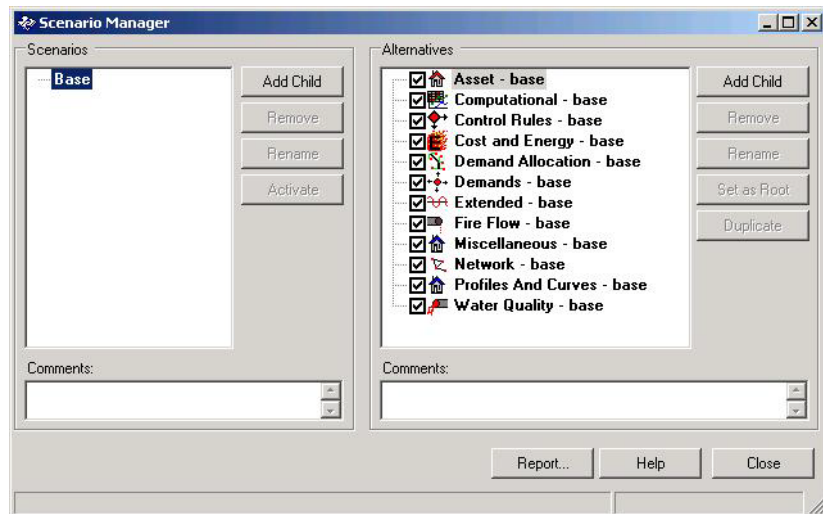 Scenario Manager
Scenarios
Base
Add Child
Remove
Rename
Activate
Comments:
Alternatives
Asset - base
Computational - base
Control Rules - base
Cost and Energy - base
Demand Allocation - base
Demands - base
Extended - base
Fire Flow - base
Miscellaneous - base
Network - base
Profiles And Curves - base
Water Quality - base
Add Child
Remove
Rename
Set as Root
Duplicate
Comments:
Report...
Help
Close